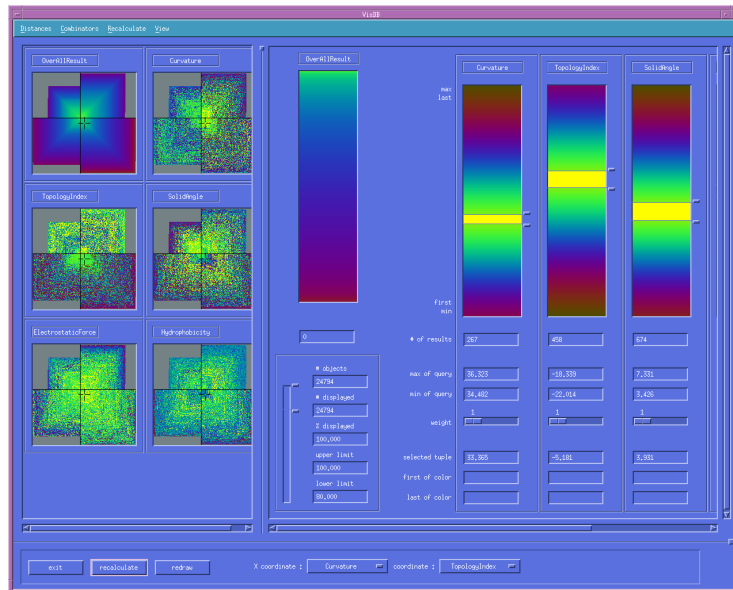 VisDB
Distances Combinators Recalculate View
OverAllResult
Curvature
TopologyIndex
SolidAngle
ElectrostaticForce
Hydrophobicity
OverAllResult
0
# objects
24794
# displayed
24794
% displayed
100,000
upper limit
100,000
lower limit
80,000
Curvature TopologyIndex SolidAngle
max
last
first
min
# of results 267 458 674
max of query 36,323 -18,339 7,331
min of query 34,482 -22,014 3,426
weight 1 1 1
selected tuple 33,365 -5,181 3,931
first of color
last of color
exit recalculate redraw X coordinate : Curvature coordinate : TopologyIndex